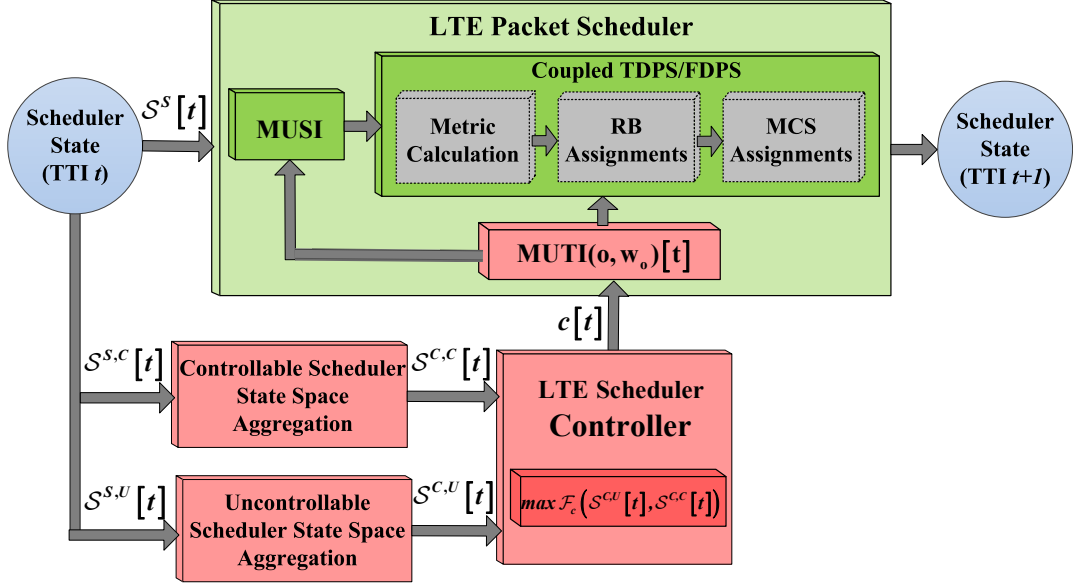 LTE Packet Scheduler
Coupled TDPS/FDPS
Scheduler
State
(TTI t)
𝒮^{S}[t]
MUSI
Metric
Calculation
RB
Assignments
MCS
Assignments
Scheduler
State
(TTI t+1)
MUTI(o,w_o)[t]
c[t]
𝒮^{S,C}[t]
Controllable Scheduler
State Space
Aggregation
𝒮^{C,C}[t]
LTE Scheduler
Controller
max ℱ_c(𝒮^{C,U}[t],𝒮^{C,C}[t])
𝒮^{S,U}[t]
Uncontrollable
Scheduler State Space
Aggregation
𝒮^{C,U}[t]